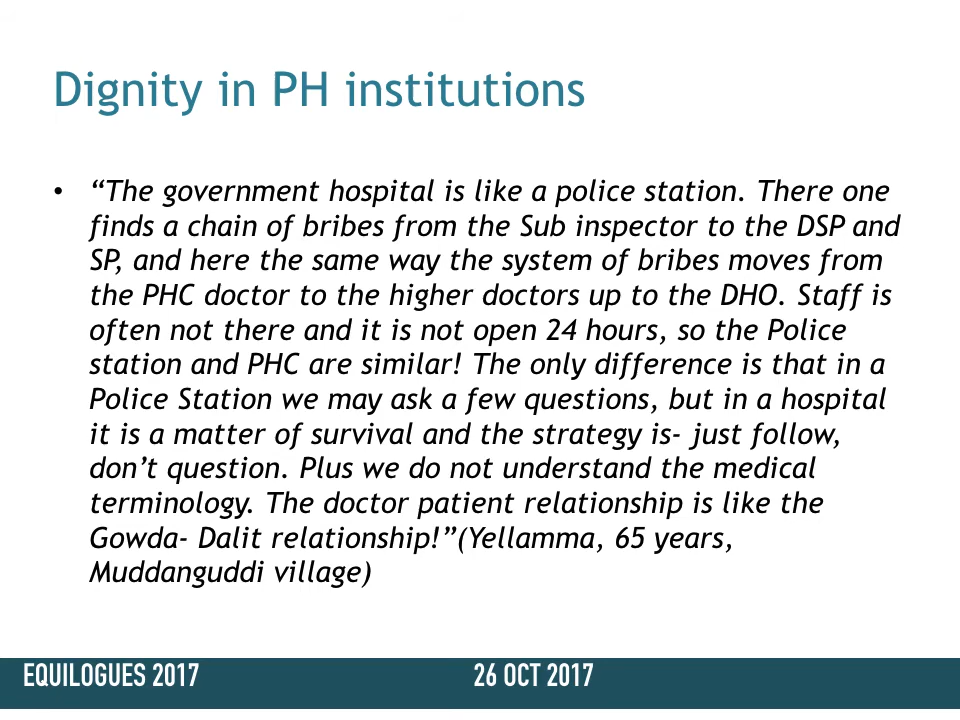 Dignity in PH institutions
• “The government hospital is like a police station. There one
finds a chain of bribes from the Sub inspector to the DSP and
SP, and here the same way the system of bribes moves from
the PHC doctor to the higher doctors up to the DHO. Staff is
often not there and it is not open 24 hours, so the Police
station and PHC are similar! The only difference is that in a
Police Station we may ask a few questions, but in a hospital
it is a matter of survival and the strategy is- just follow,
don’t question. Plus we do not understand the medical
terminology. The doctor patient relationship is like the
Gowda- Dalit relationship!”(Yellamma, 65 years,
Muddanguddi village)
EQUILOGUES 2017 26 OCT 2017